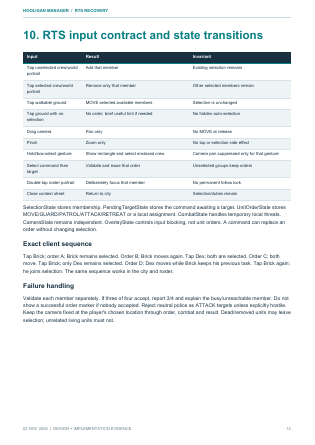 HOOLIGAN MANAGER / RTS RECOVERY
10. RTS input contract and state transitions
Input Result Invariant
Tap unselected crew/world portrait Add that member Existing selection remains
Tap selected crew/world portrait Remove only that member Other selected members remain
Tap walkable ground MOVE selected available members Selection is unchanged
Tap ground with no selection No order, brief useful hint if needed No hidden auto-selection
Drag camera Pan only No MOVE at release
Pinch Zoom only No tap or selection side effect
Hold/box-select gesture Show rectangle and select enclosed crew Camera pan suppressed only for that gesture
Select command then target Validate and issue that order Unselected groups keep orders
Double tap roster portrait Deliberately focus member No permanent follow lock
Close context sheet Return to city Selection/duties remain
SelectionState stores membership. PendingTargetState stores the command awaiting a target. UnitOrderState stores
MOVE/GUARD/PATROL/ATTACK/RETREAT or a local assignment. CombatState handles temporary local threats.
CameraState remains independent. OverlayState controls input blocking, not unit orders. A command can replace an
order without changing selection.
Exact client sequence
Tap Brick; order A; Brick remains selected. Order B; Brick moves again. Tap Dex; both are selected. Order C; both
move. Tap Brick; only Dex remains selected. Order D; Dex moves while Brick keeps his previous task. Tap Brick again;
he joins selection. The same sequence works in the city and roster.
Failure handling
Validate each member separately. If three of four accept, report 3/4 and explain the busy/unreachable member. Do not
show a successful order marker if nobody accepted. Reject neutral police as ATTACK targets unless explicitly hostile.
Keep the camera fixed at the player's chosen location through order, combat and result. Dead/removed units may leave
selection; unrelated living units must not.
02 NOV 2026 | DESIGN + IMPLEMENTATION EVIDENCE 14